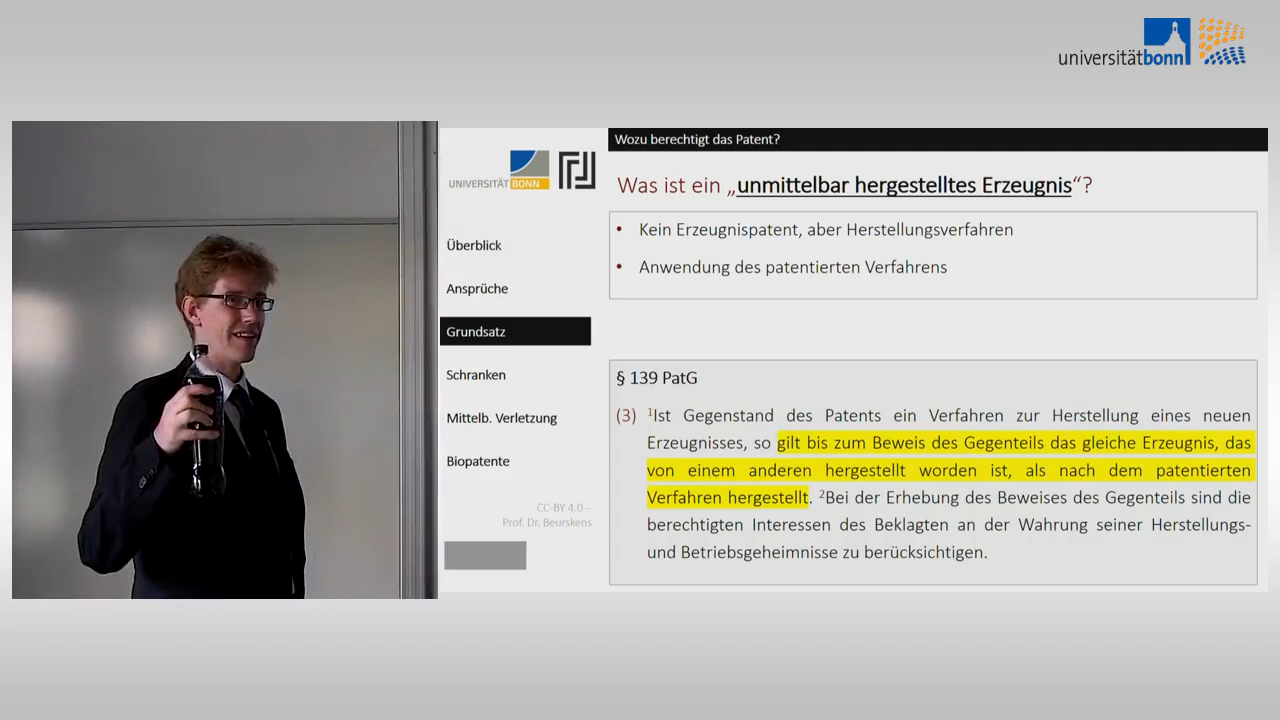 universitätbonn
Wozu berechtigt das Patent?
UNIVERSITÄT BONN
Was ist ein „unmittelbar hergestelltes Erzeugnis“?
• Kein Erzeugnispatent, aber Herstellungsverfahren
• Anwendung des patentierten Verfahrens
Überblick
Ansprüche
Grundsatz
Schranken
Mittelb. Verletzung
Biopatente
CC-BY 4.0 –
Prof. Dr. Beurskens
§ 139 PatG
(3) ¹Ist Gegenstand des Patents ein Verfahren zur Herstellung eines neuen
Erzeugnisses, so gilt bis zum Beweis des Gegenteils das gleiche Erzeugnis, das
von einem anderen hergestellt worden ist, als nach dem patentierten
Verfahren hergestellt. ²Bei der Erhebung des Beweises des Gegenteils sind die
berechtigten Interessen des Beklagten an der Wahrung seiner Herstellungs-
und Betriebsgeheimnisse zu berücksichtigen.